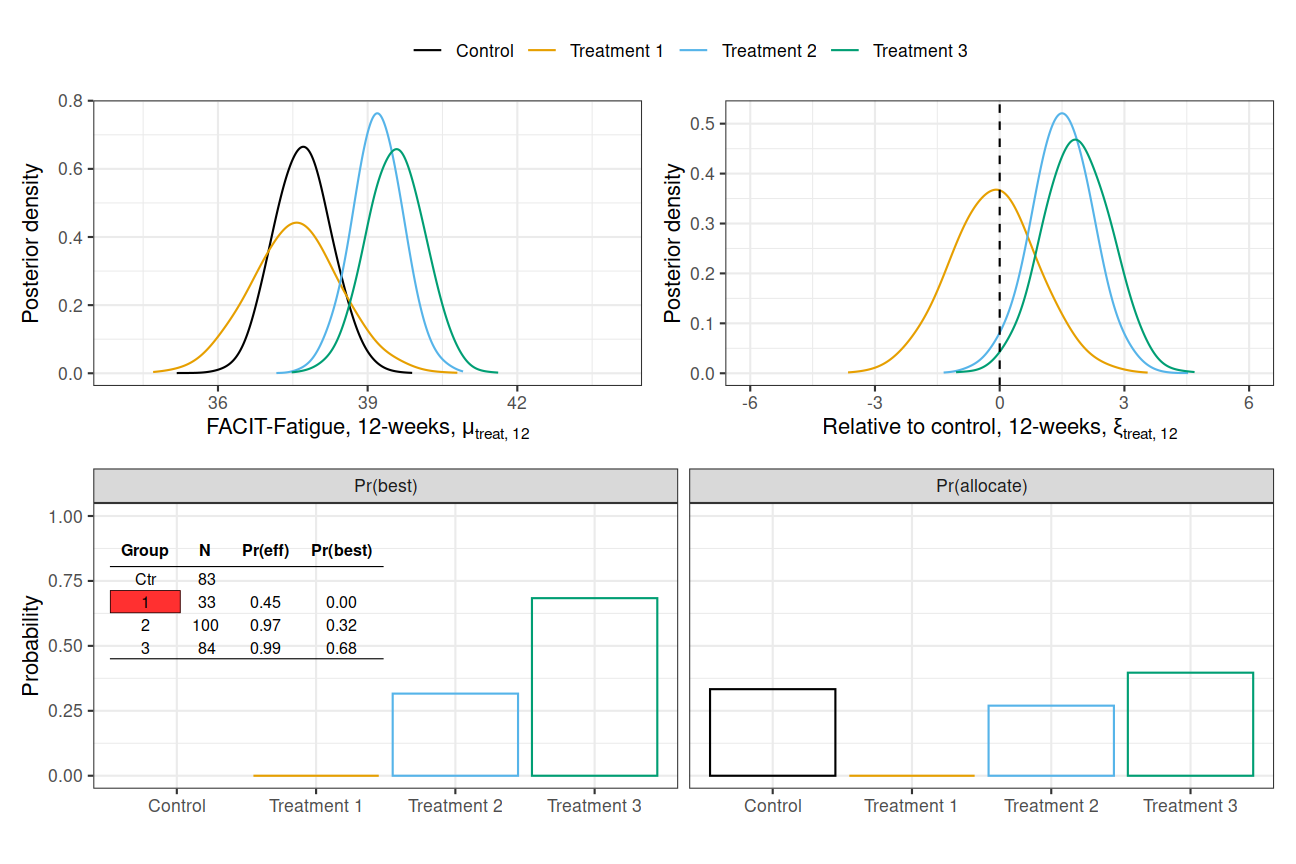 Control Treatment 1 Treatment 2 Treatment 3
Posterior density
0.8
0.6
0.4
0.2
0.0
36 39 42
FACIT-Fatigue, 12-weeks, μtreat, 12
Posterior density
0.5
0.4
0.3
0.2
0.1
0.0
-6 -3 0 3 6
Relative to control, 12-weeks, ξtreat, 12
Pr(best)
Pr(allocate)
Probability
1.00
0.75
0.50
0.25
0.00
Group N Pr(eff) Pr(best)
Ctr 83
1 33 0.45 0.00
2 100 0.97 0.32
3 84 0.99 0.68
Control Treatment 1 Treatment 2 Treatment 3
Control Treatment 1 Treatment 2 Treatment 3